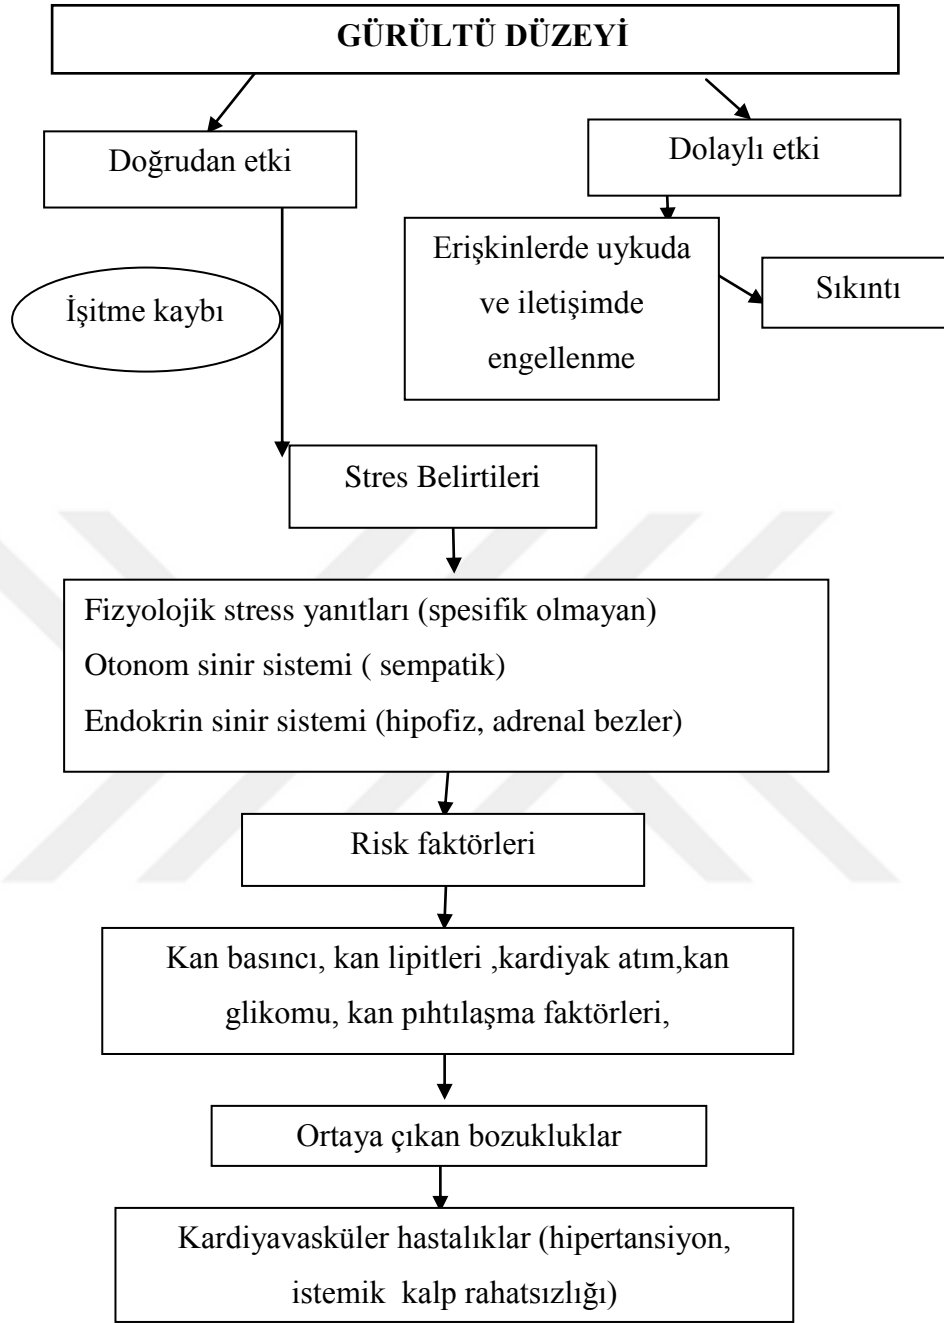 GÜRÜLTÜ DÜZEYİ
Doğrudan etki
Dolaylı etki
Erişkinlerde uykuda
ve iletişimde
engellenme
Sıkıntı
İşitme kaybı
Stres Belirtileri
Fizyolojik stress yanıtları (spesifik olmayan)
Otonom sinir sistemi ( sempatik)
Endokrin sinir sistemi (hipofiz, adrenal bezler)
Risk faktörleri
Kan basıncı, kan lipitleri ,kardiyak atım,kan
glikomu, kan pıhtılaşma faktörleri,
Ortaya çıkan bozukluklar
Kardiyavasküler hastalıklar (hipertansiyon,
istemik  kalp rahatsızlığı)